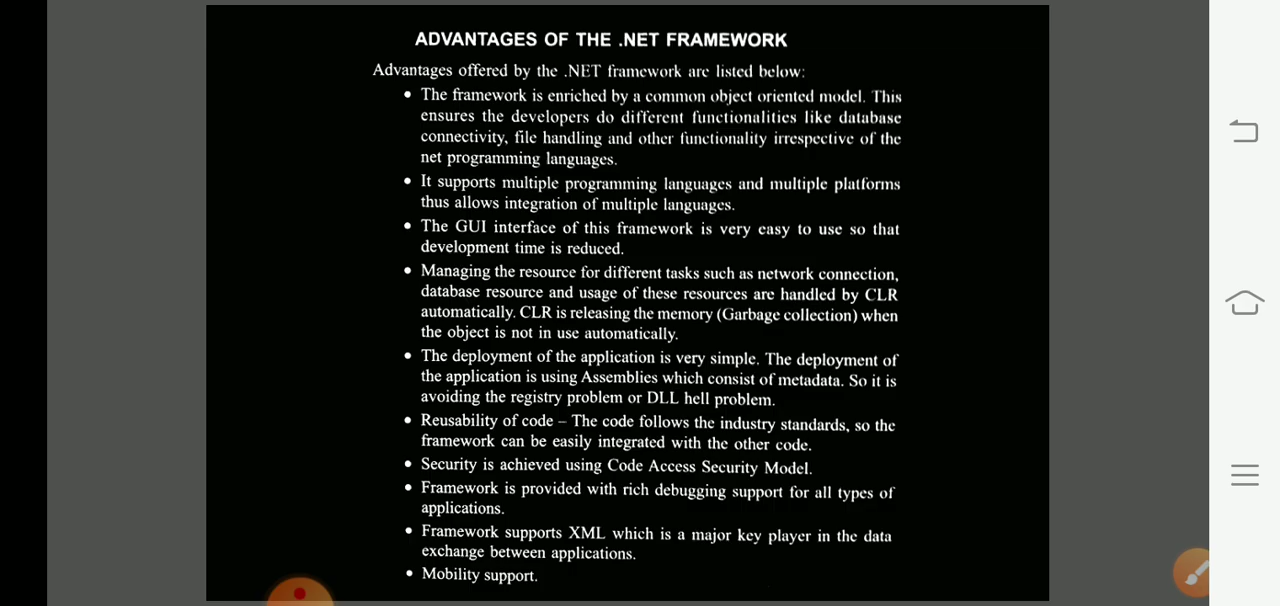 ADVANTAGES OF THE .NET FRAMEWORK
Advantages offered by the .NET framework are listed below:
• The framework is enriched by a common object oriented model. This
ensures the developers do different functionalities like database
connectivity, file handling and other functionality irrespective of the
net programming languages.
• It supports multiple programming languages and multiple platforms
thus allows integration of multiple languages.
• The GUI interface of this framework is very easy to use so that
development time is reduced.
• Managing the resource for different tasks such as network connection,
database resource and usage of these resources are handled by CLR
automatically. CLR is releasing the memory (Garbage collection) when
the object is not in use automatically.
• The deployment of the application is very simple. The deployment of
the application is using Assemblies which consist of metadata. So it is
avoiding the registry problem or DLL hell problem.
• Reusability of code – The code follows the industry standards, so the
framework can be easily integrated with the other code.
• Security is achieved using Code Access Security Model.
• Framework is provided with rich debugging support for all types of
applications.
• Framework supports XML which is a major key player in the data
exchange between applications.
• Mobility support.